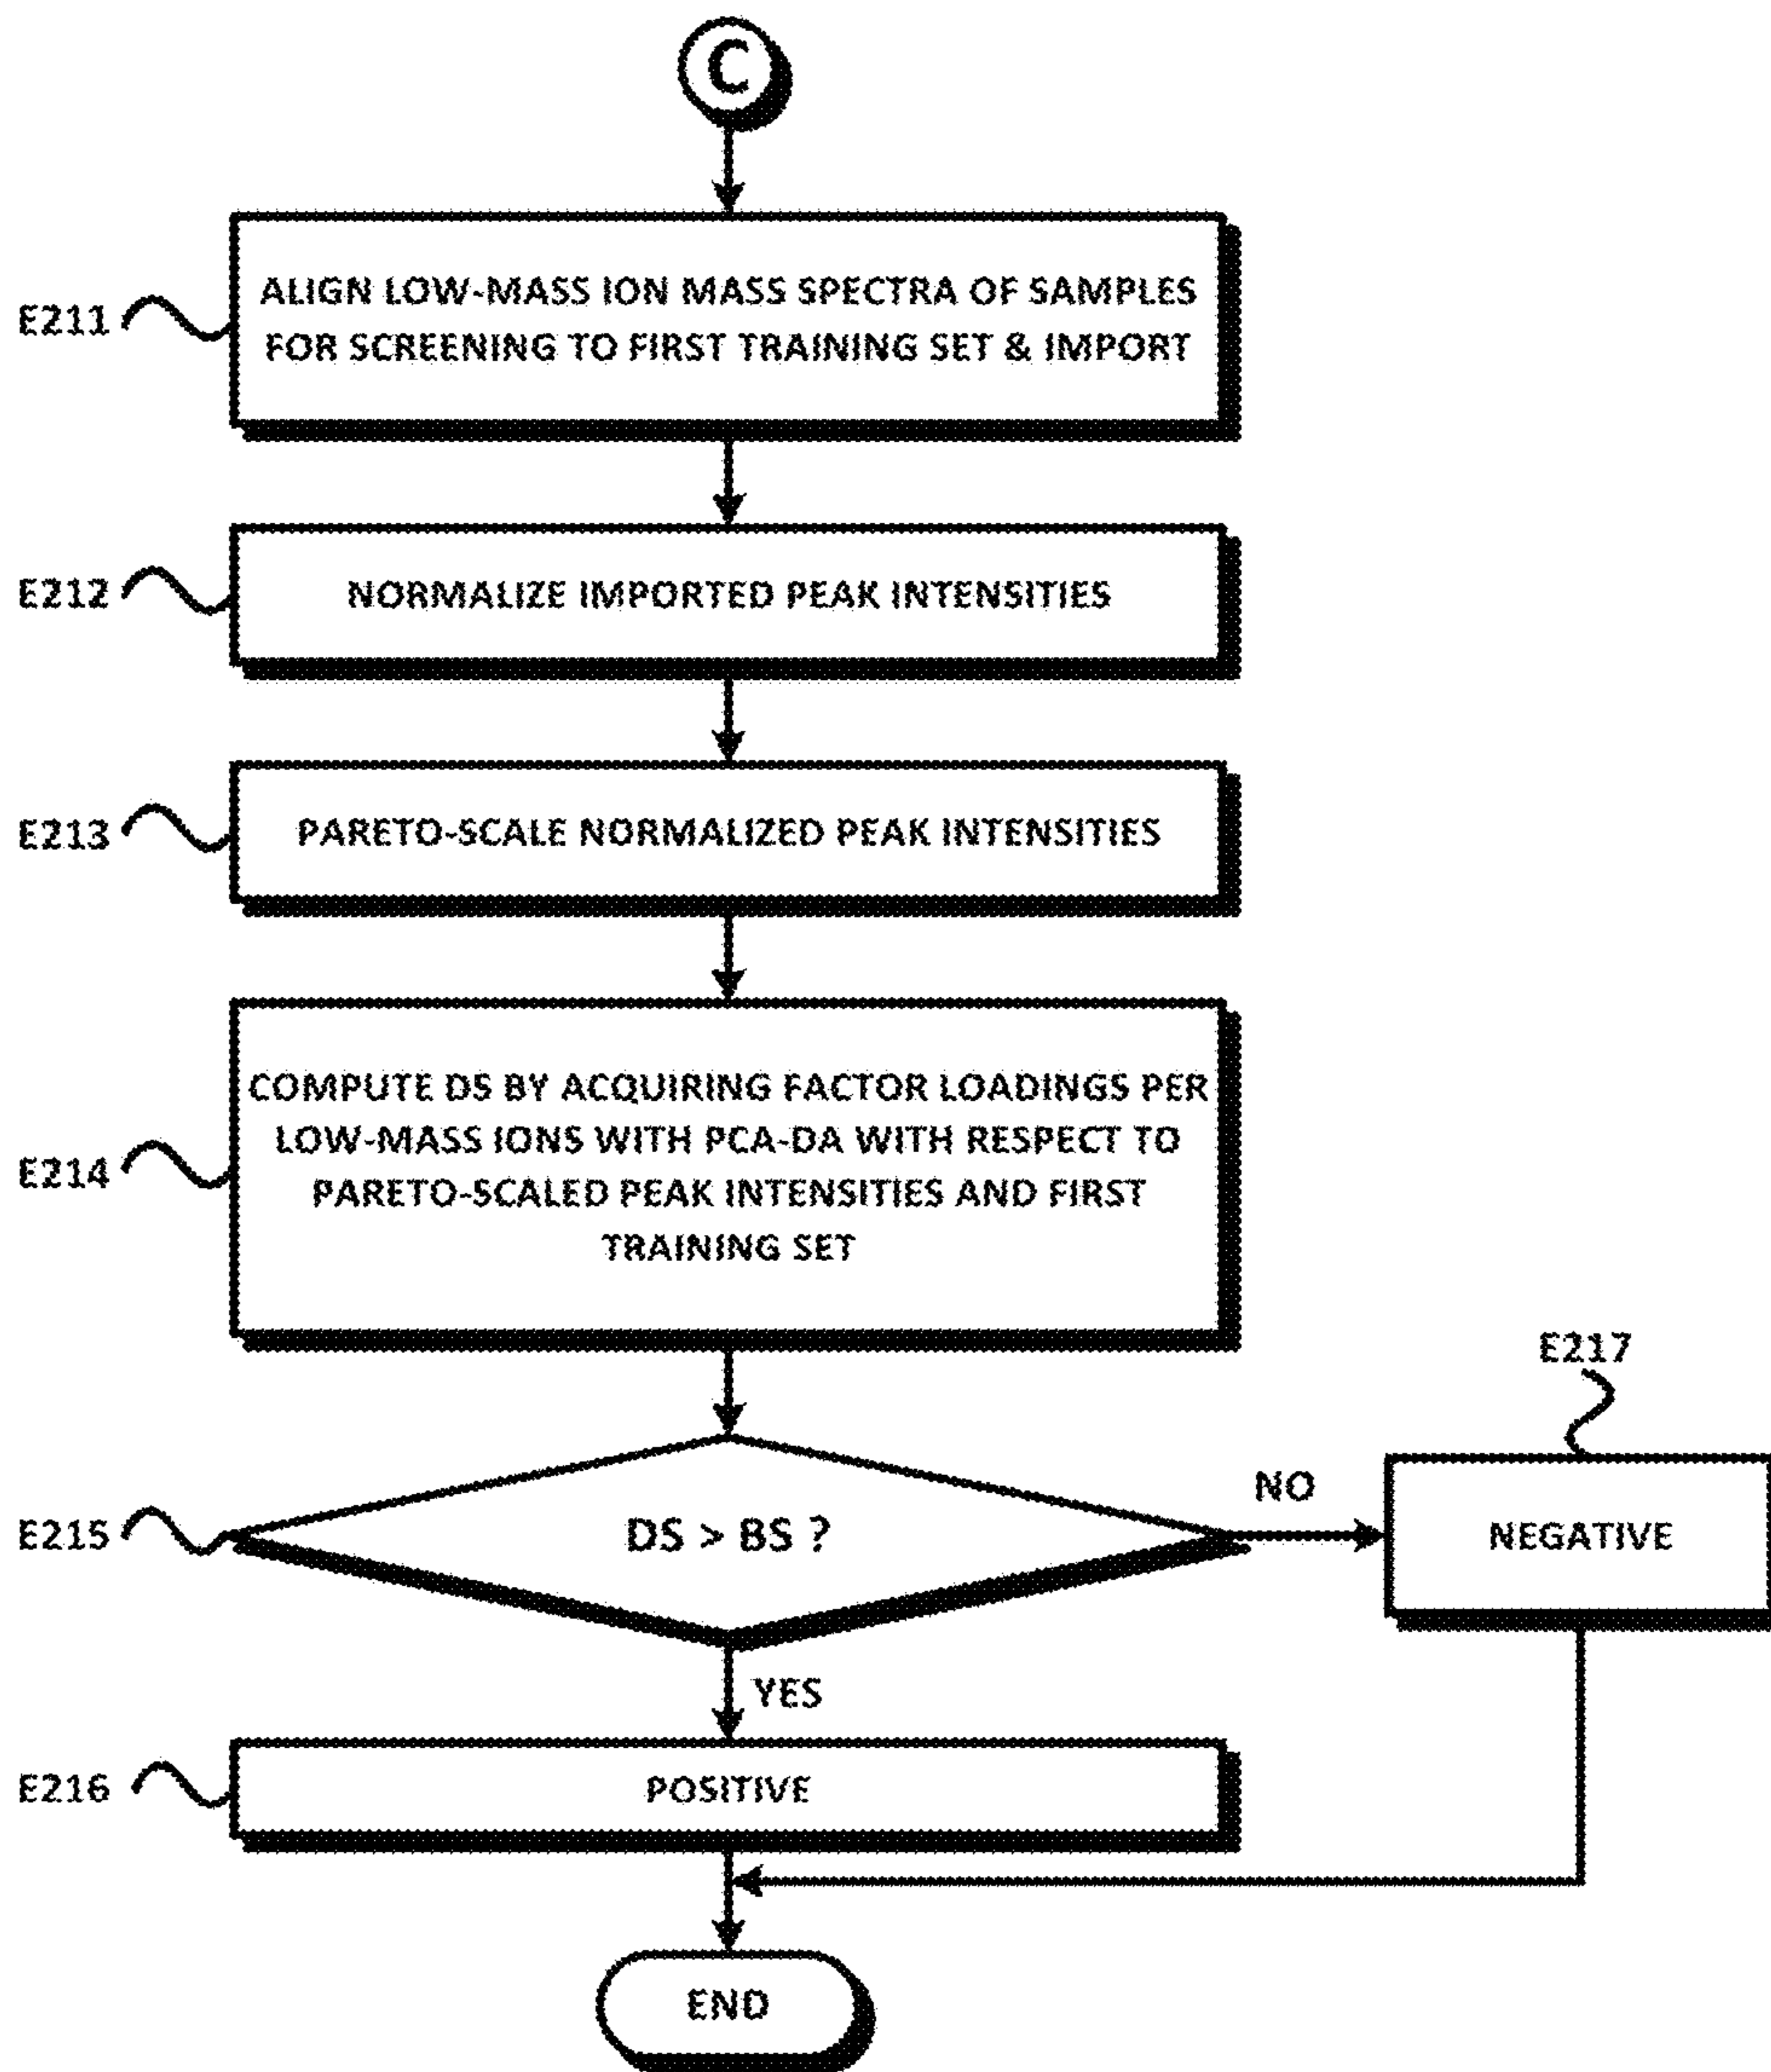 C
E211
ALIGN LOW-MASS ION MASS SPECTRA OF SAMPLES
FOR SCREENING TO FIRST TRAINING SET & IMPORT
E212
NORMALIZE IMPORTED PEAK INTENSITIES
E213
PARETO-SCALE NORMALIZED PEAK INTENSITIES
E214
COMPUTE DS BY ACQUIRING FACTOR LOADINGS PER
LOW-MASS IONS WITH PCA-DA WITH RESPECT TO
PARETO-SCALED PEAK INTENSITIES AND FIRST
TRAINING SET
E215
DS > BS ?
NO
E217
NEGATIVE
YES
E216
POSITIVE
END